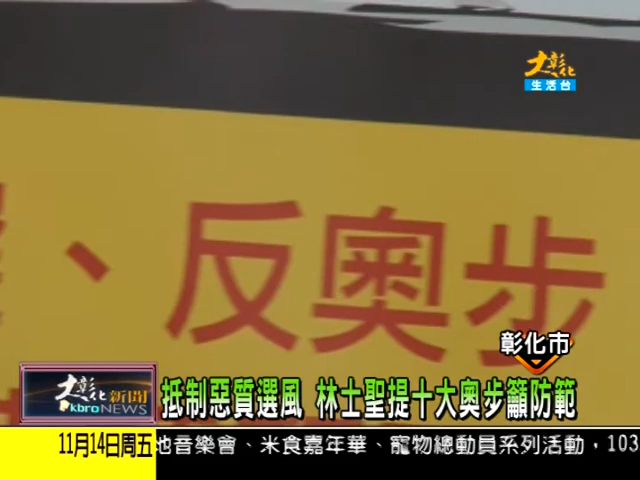 大彰化
生活台
、反奧步
彰化市
大彰化 新聞
kbro NEWS
抵制惡質選風 林士聖提十大奧步籲防範
11月14日周五
地音樂會、米食嘉年華、寵物總動員系列活動，103